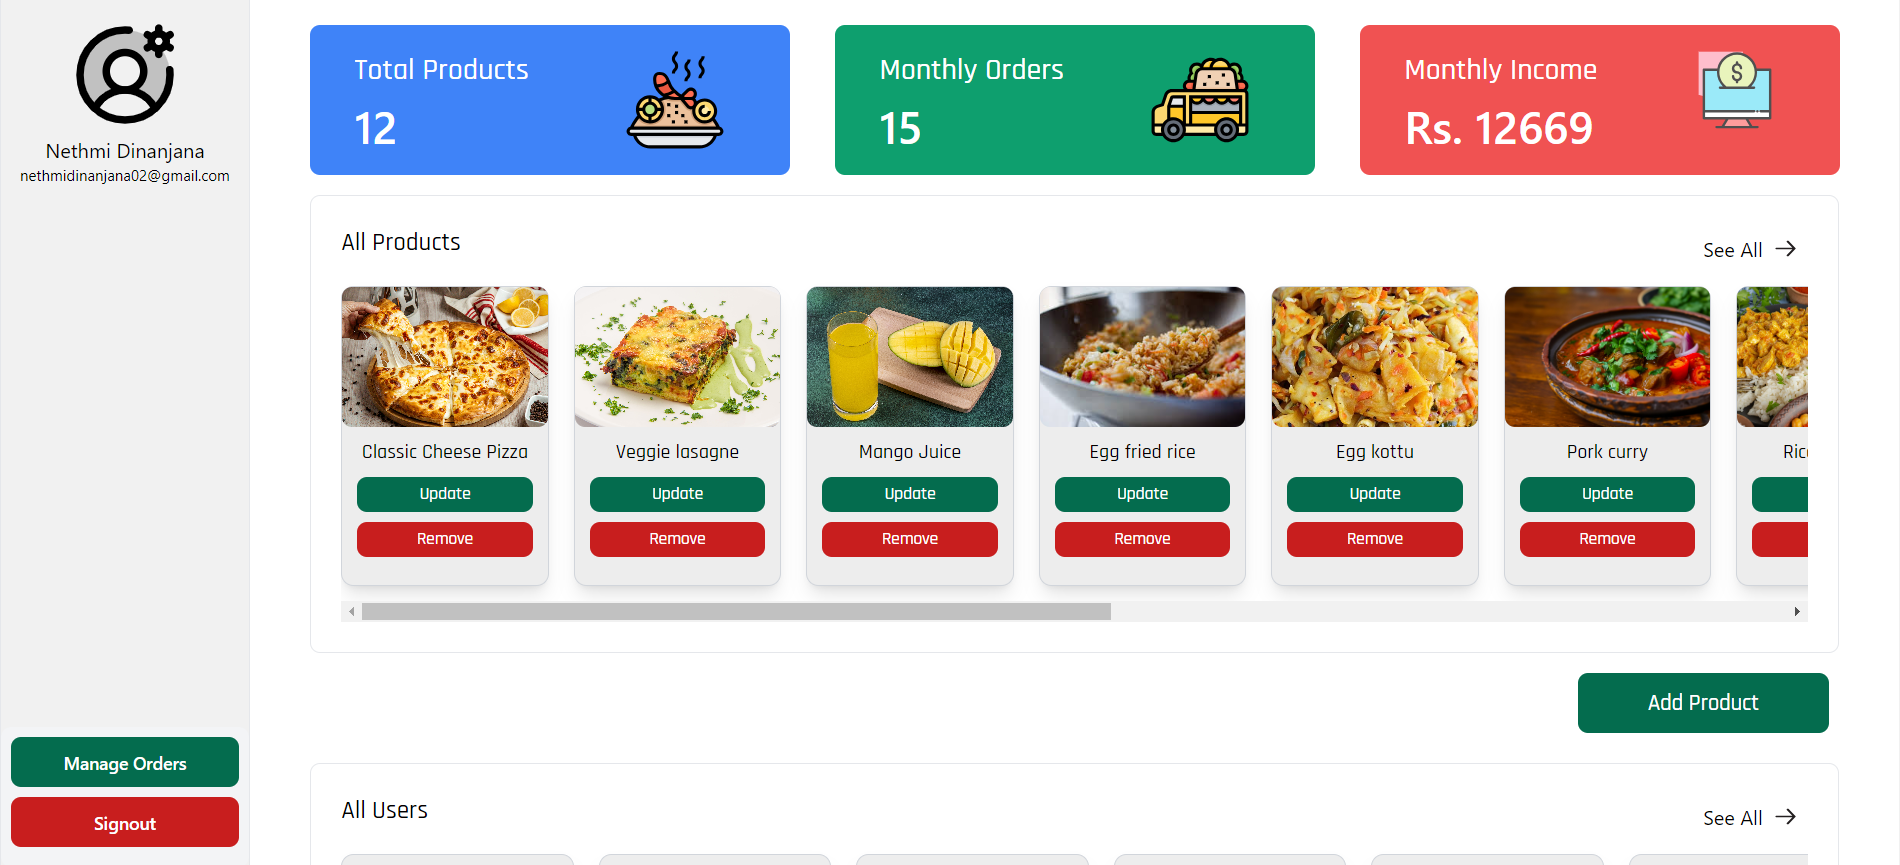 Nethmi Dinanjana
nethmidinanjana02@gmail.com
Manage Orders
Signout
Total Products
12
Monthly Orders
15
Monthly Income
Rs. 12669
All Products
See All
Classic Cheese Pizza
Update
Remove
Veggie lasagne
Update
Remove
Mango Juice
Update
Remove
Egg fried rice
Update
Remove
Egg kottu
Update
Remove
Pork curry
Update
Remove
Add Product
All Users
See All